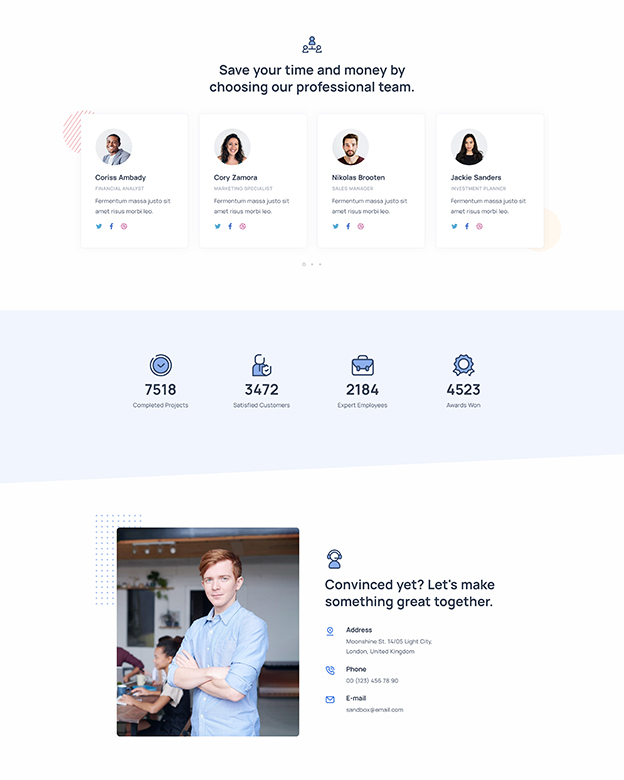 Save your time and money by
choosing our professional team.
Coriss Ambady
FINANCIAL ANALYST
Fermentum massa justo sit
amet risus morbi leo.
Cory Zamora
MARKETING SPECIALIST
Fermentum massa justo sit
amet risus morbi leo.
Nikolas Brooten
SALES MANAGER
Fermentum massa justo sit
amet risus morbi leo.
Jackie Sanders
INVESTMENT PLANNER
Fermentum massa justo sit
amet risus morbi leo.
7518
Completed Projects
3472
Satisfied Customers
2184
Expert Employees
4523
Awards Won
Convinced yet? Let's make
something great together.
Address
Moonshine St. 14/05 Light City,
London, United Kingdom
Phone
00 (123) 456 78 90
E-mail
sandbox@email.com